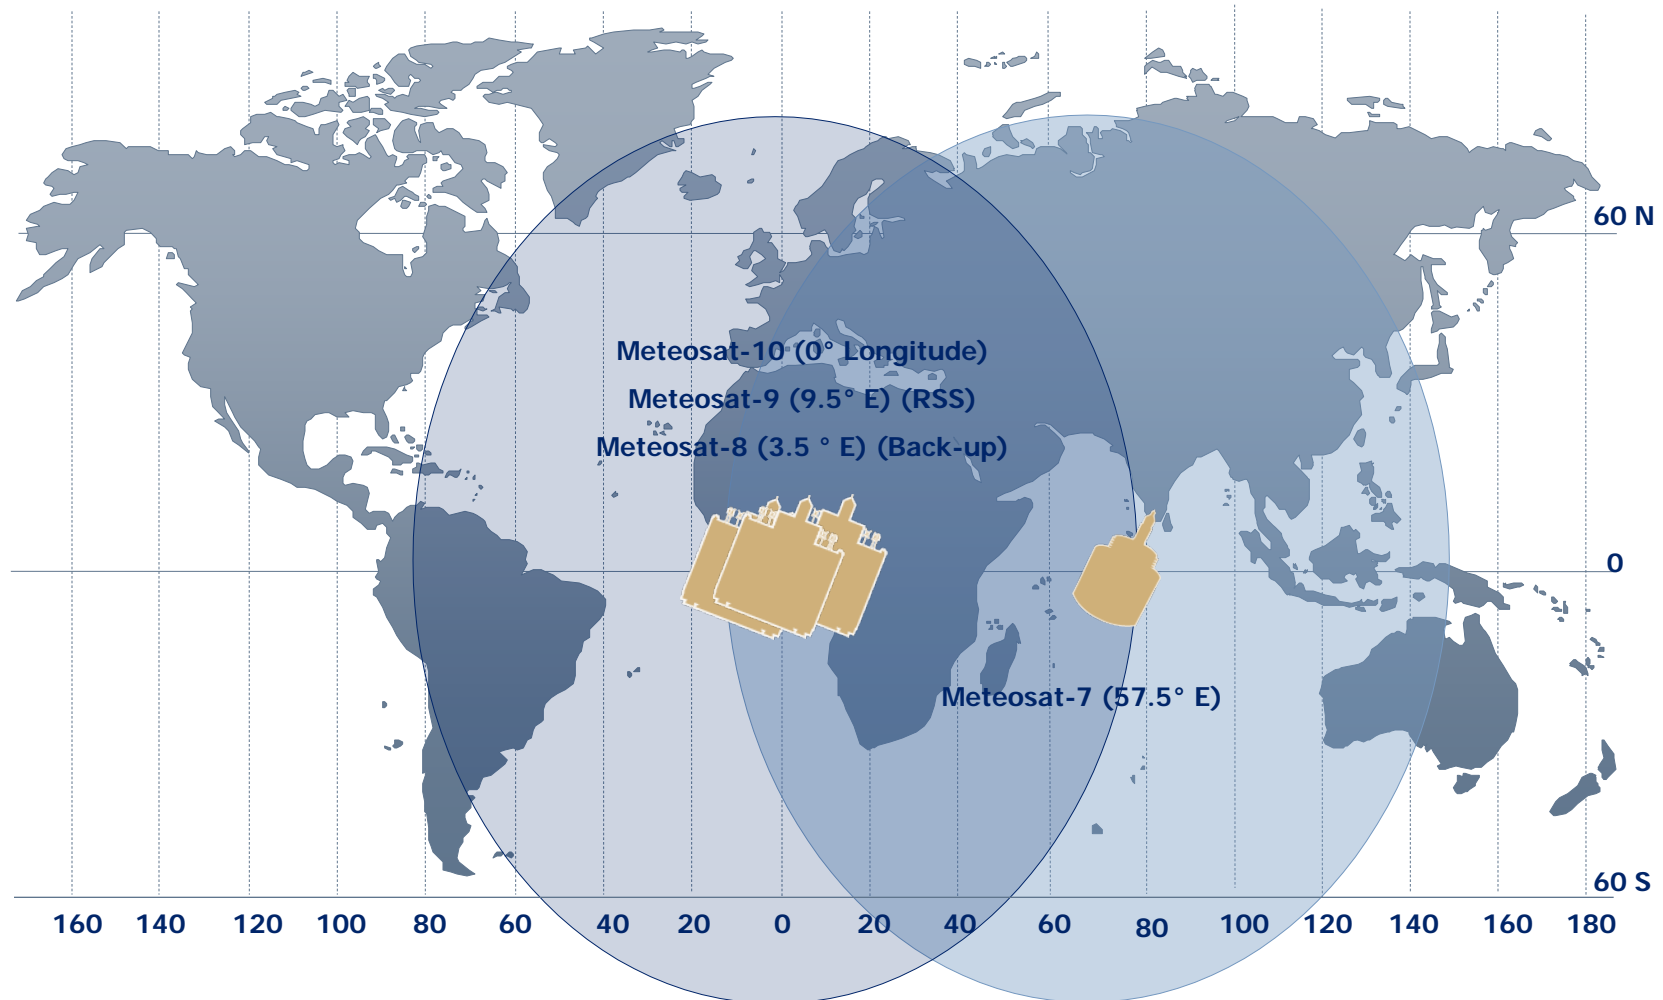 60 N
Meteosat-10 (0° Longitude)
Meteosat-9 (9.5° E) (RSS)
Meteosat-8 (3.5 ° E) (Back-up)
0
Meteosat-7 (57.5° E)
60 S
160 140 120 100 80 60 40 20 0 20 40 60 80 100 120 140 160 180